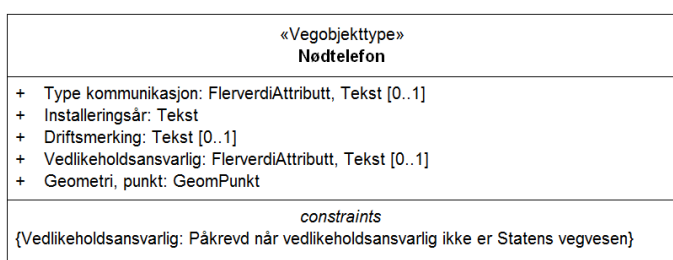 «Vegobjekttype»
Nødtelefon
+ Type kommunikasjon: FlerverdiAttributt, Tekst [0..1]
+ Installeringsår: Tekst
+ Driftsmerking: Tekst [0..1]
+ Vedlikeholdsansvarlig: FlerverdiAttributt, Tekst [0..1]
+ Geometri, punkt: GeomPunkt
constraints
{Vedlikeholdsansvarlig: Påkrevd når vedlikeholdsansvarlig ikke er Statens vegvesen}